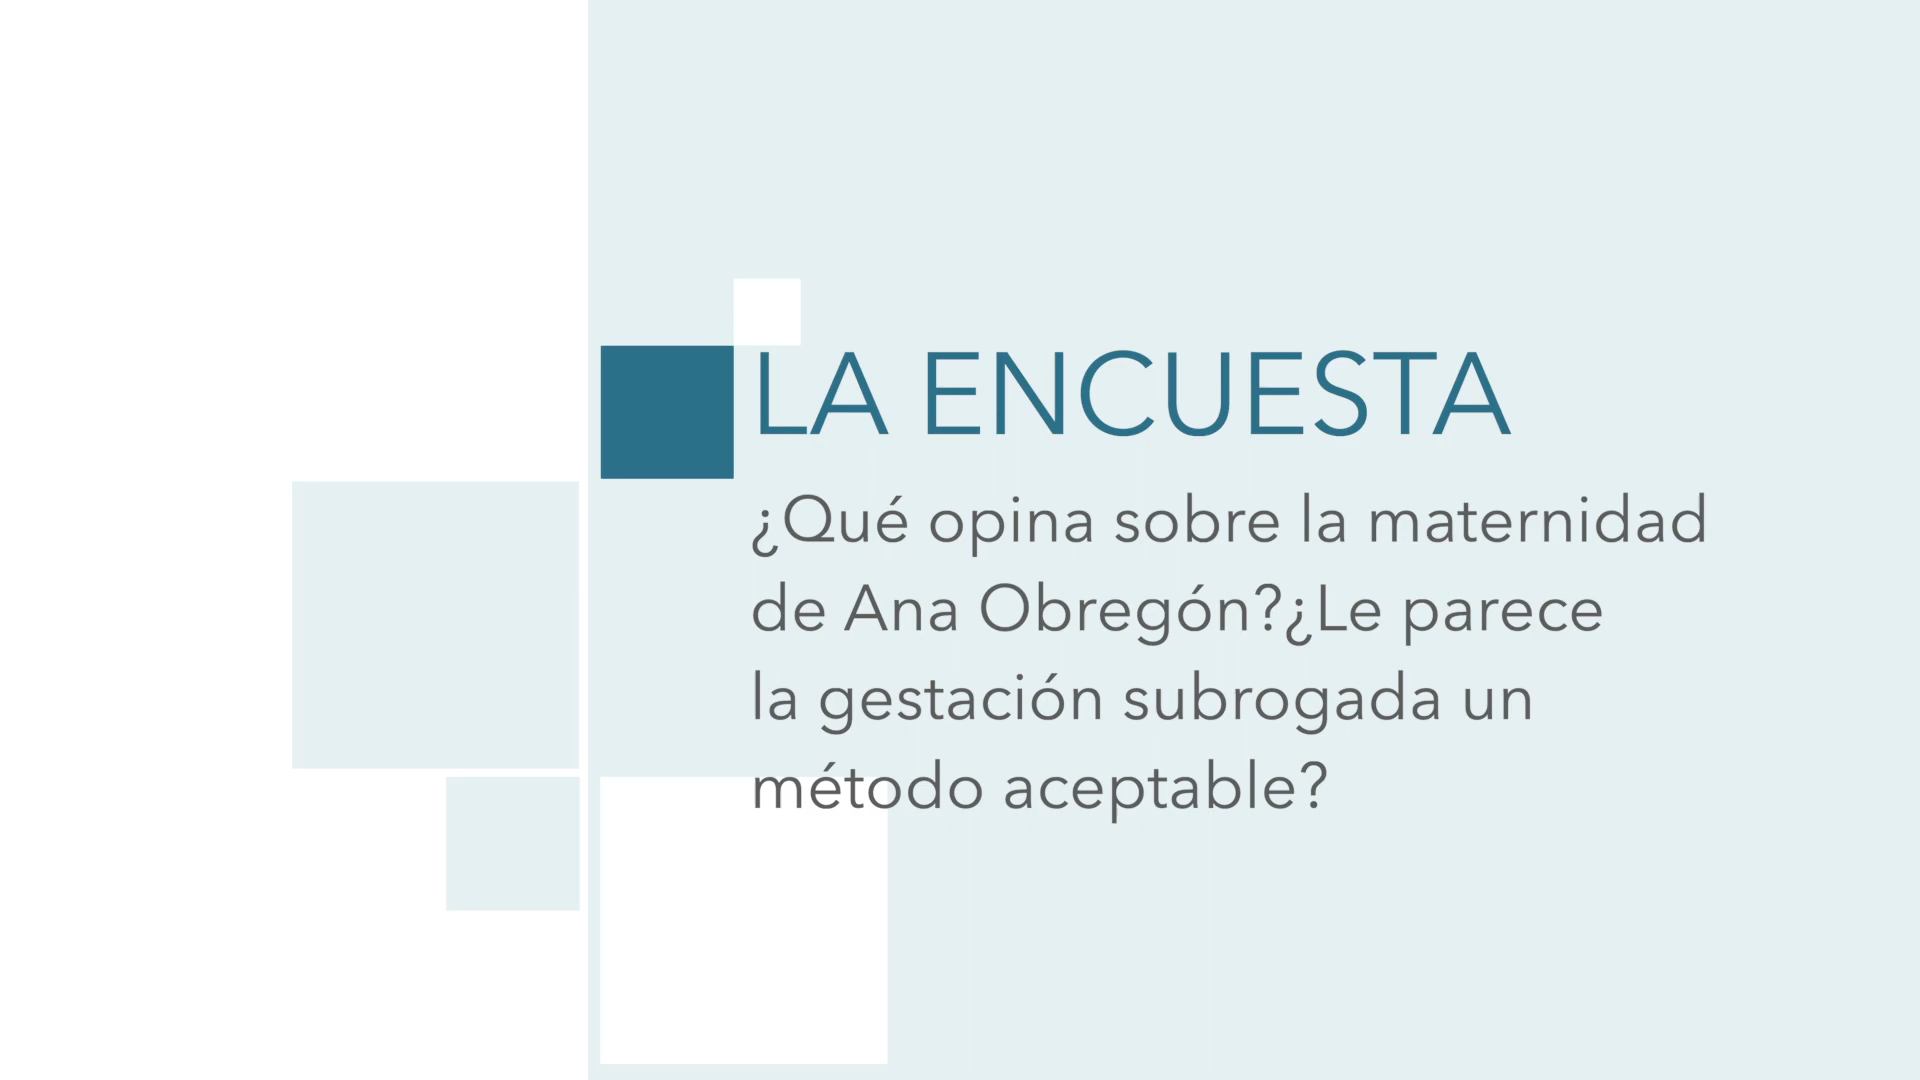 LA ENCUESTA
¿Qué opina sobre la maternidad
de Ana Obregón?¿Le parece
la gestación subrogada un
método aceptable?